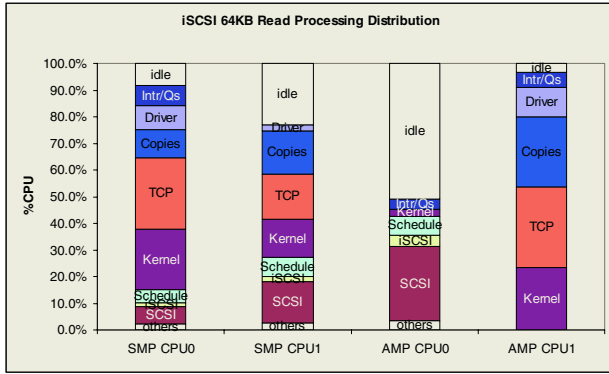 iSCSI 64KB Read Processing Distribution
%CPU
100.0%
90.0%
80.0%
70.0%
60.0%
50.0%
40.0%
30.0%
20.0%
10.0%
0.0%
idle
Intr/Qs
Driver
Copies
TCP
Kernel
Schedule
iSCSI
SCSI
others
SMP CPU0
idle
Driver
Copies
TCP
Kernel
Schedule
iSCSI
SCSI
others
SMP CPU1
idle
Intr/Qs
Kernel
Schedule
iSCSI
SCSI
others
AMP CPU0
idle
Intr/Qs
Driver
Copies
TCP
Kernel
AMP CPU1